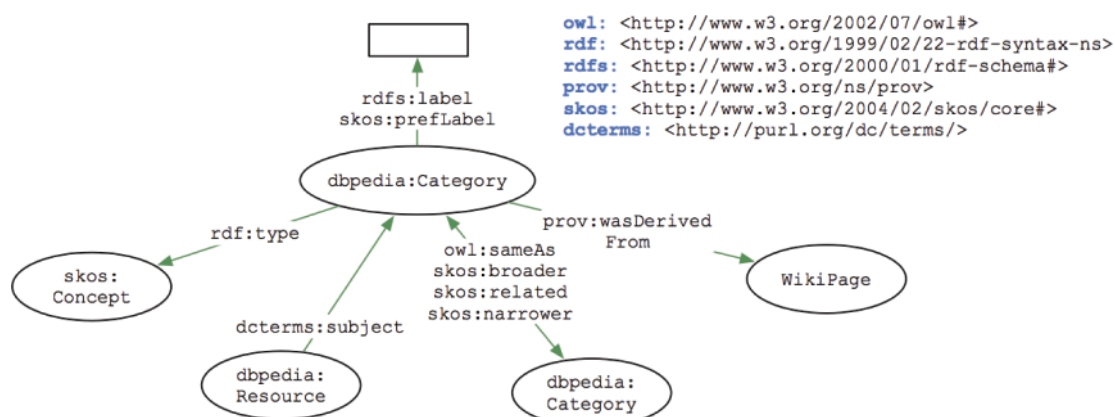 owl: <http://www.w3.org/2002/07/owl#>
rdf: <http://www.w3.org/1999/02/22-rdf-syntax-ns>
rdfs: <http://www.w3.org/2000/01/rdf-schema#>
prov: <http://www.w3.org/ns/prov>
skos: <http://www.w3.org/2004/02/skos/core#>
dcterms: <http://purl.org/dc/terms/>
rdfs:label
skos:prefLabel
dbpedia:Category
rdf:type
prov:wasDerived
From
owl:sameAs
skos:broader
skos:related
skos:narrower
skos:
Concept
WikiPage
dcterms:subject
dbpedia:
Resource
dbpedia:
Category